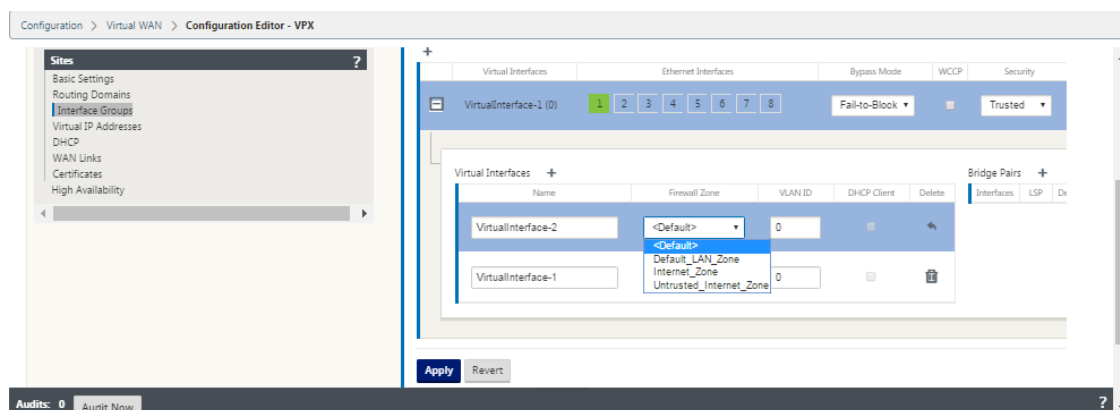 Configuration > Virtual WAN > Configuration Editor - VPX
Sites ?
Basic Settings
Routing Domains
Interface Groups
Virtual IP Addresses
DHCP
WAN Links
Certificates
High Availability
+
Virtual Interfaces Ethernet Interfaces Bypass Mode WCCP Security
VirtualInterface-1 (0) 1 2 3 4 5 6 7 8 Fail-to-Block Trusted
Virtual Interfaces +
Name Firewall Zone VLAN ID DHCP Client Delete
VirtualInterface-2 <Default> 0
<Default>
Default_LAN_Zone
Internet_Zone
Untrusted_Internet_Zone
VirtualInterface-1 0
Bridge Pairs +
Interfaces LSP De
Apply Revert
Audits: 0 Audit Now ?